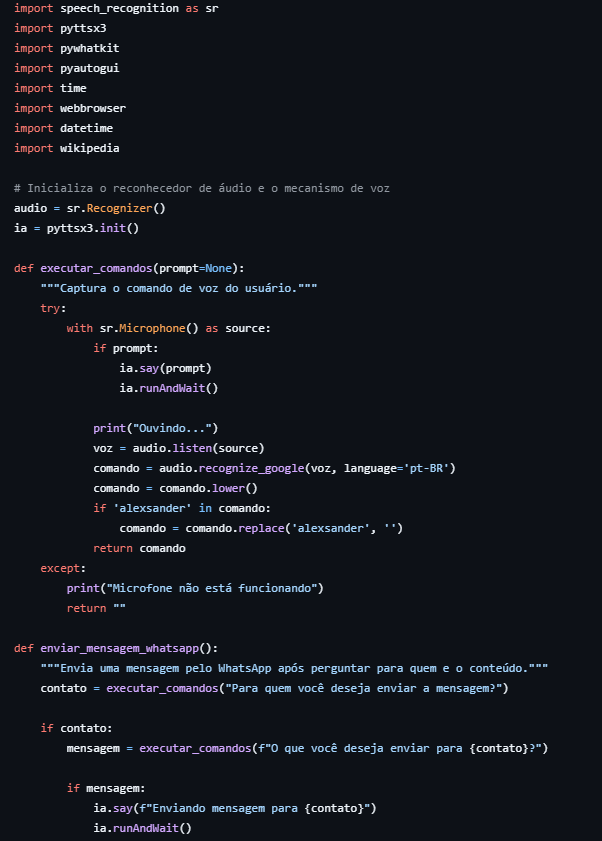 import speech_recognition as sr
import pyttsx3
import pywhatkit
import pyautogui
import time
import webbrowser
import datetime
import wikipedia

# Inicializa o reconhecedor de áudio e o mecanismo de voz
audio = sr.Recognizer()
ia = pyttsx3.init()

def executar_comandos(prompt=None):
    """Captura o comando de voz do usuário."""
    try:
        with sr.Microphone() as source:
            if prompt:
                ia.say(prompt)
                ia.runAndWait()

            print("Ouvindo...")
            voz = audio.listen(source)
            comando = audio.recognize_google(voz, language='pt-BR')
            comando = comando.lower()
            if 'alexsander' in comando:
                comando = comando.replace('alexsander', '')
            return comando
    except:
        print("Microfone não está funcionando")
        return ""

def enviar_mensagem_whatsapp():
    """Envia uma mensagem pelo WhatsApp após perguntar para quem e o conteúdo."""
    contato = executar_comandos("Para quem você deseja enviar a mensagem?")

    if contato:
        mensagem = executar_comandos(f"O que você deseja enviar para {contato}?")

        if mensagem:
            ia.say(f"Enviando mensagem para {contato}")
            ia.runAndWait()